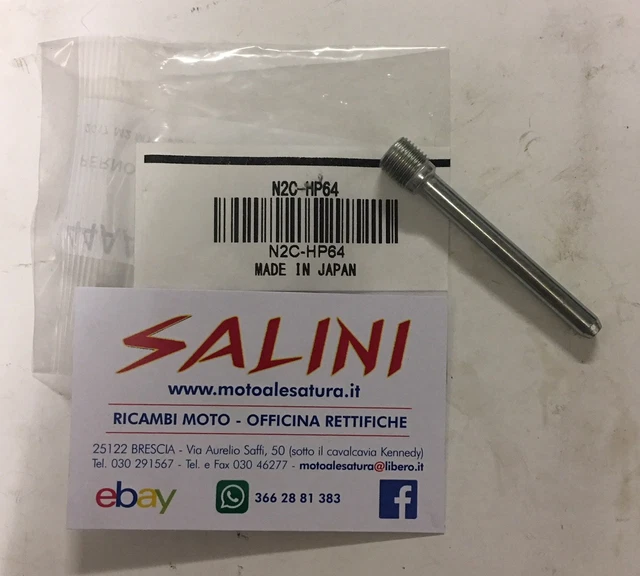 PERNO
44A
N2C-HP64
N2C-HP64
MADE IN JAPAN
SALINI
www.motoalesatura.it
RICAMBI MOTO - OFFICINA RETTIFICHE
25122 BRESCIA - Via Aurelio Saffi, 50 (sotto il cavalcavia Kennedy)
Tel. 030 291567 - Tel. e Fax 030 46277 - motoalesatura@libero.it
ebay
366 28 81 383
f